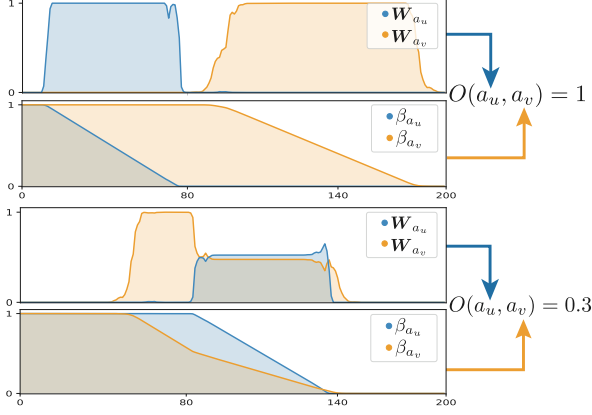 1
𝑾_{a_u}
𝑾_{a_v}
0
O(a_u, a_v) = 1
1
β_{a_u}
β_{a_v}
0
0 80 140 200
1
𝑾_{a_u}
𝑾_{a_v}
0
O(a_u, a_v) = 0.3
1
β_{a_u}
β_{a_v}
0
0 80 140 200